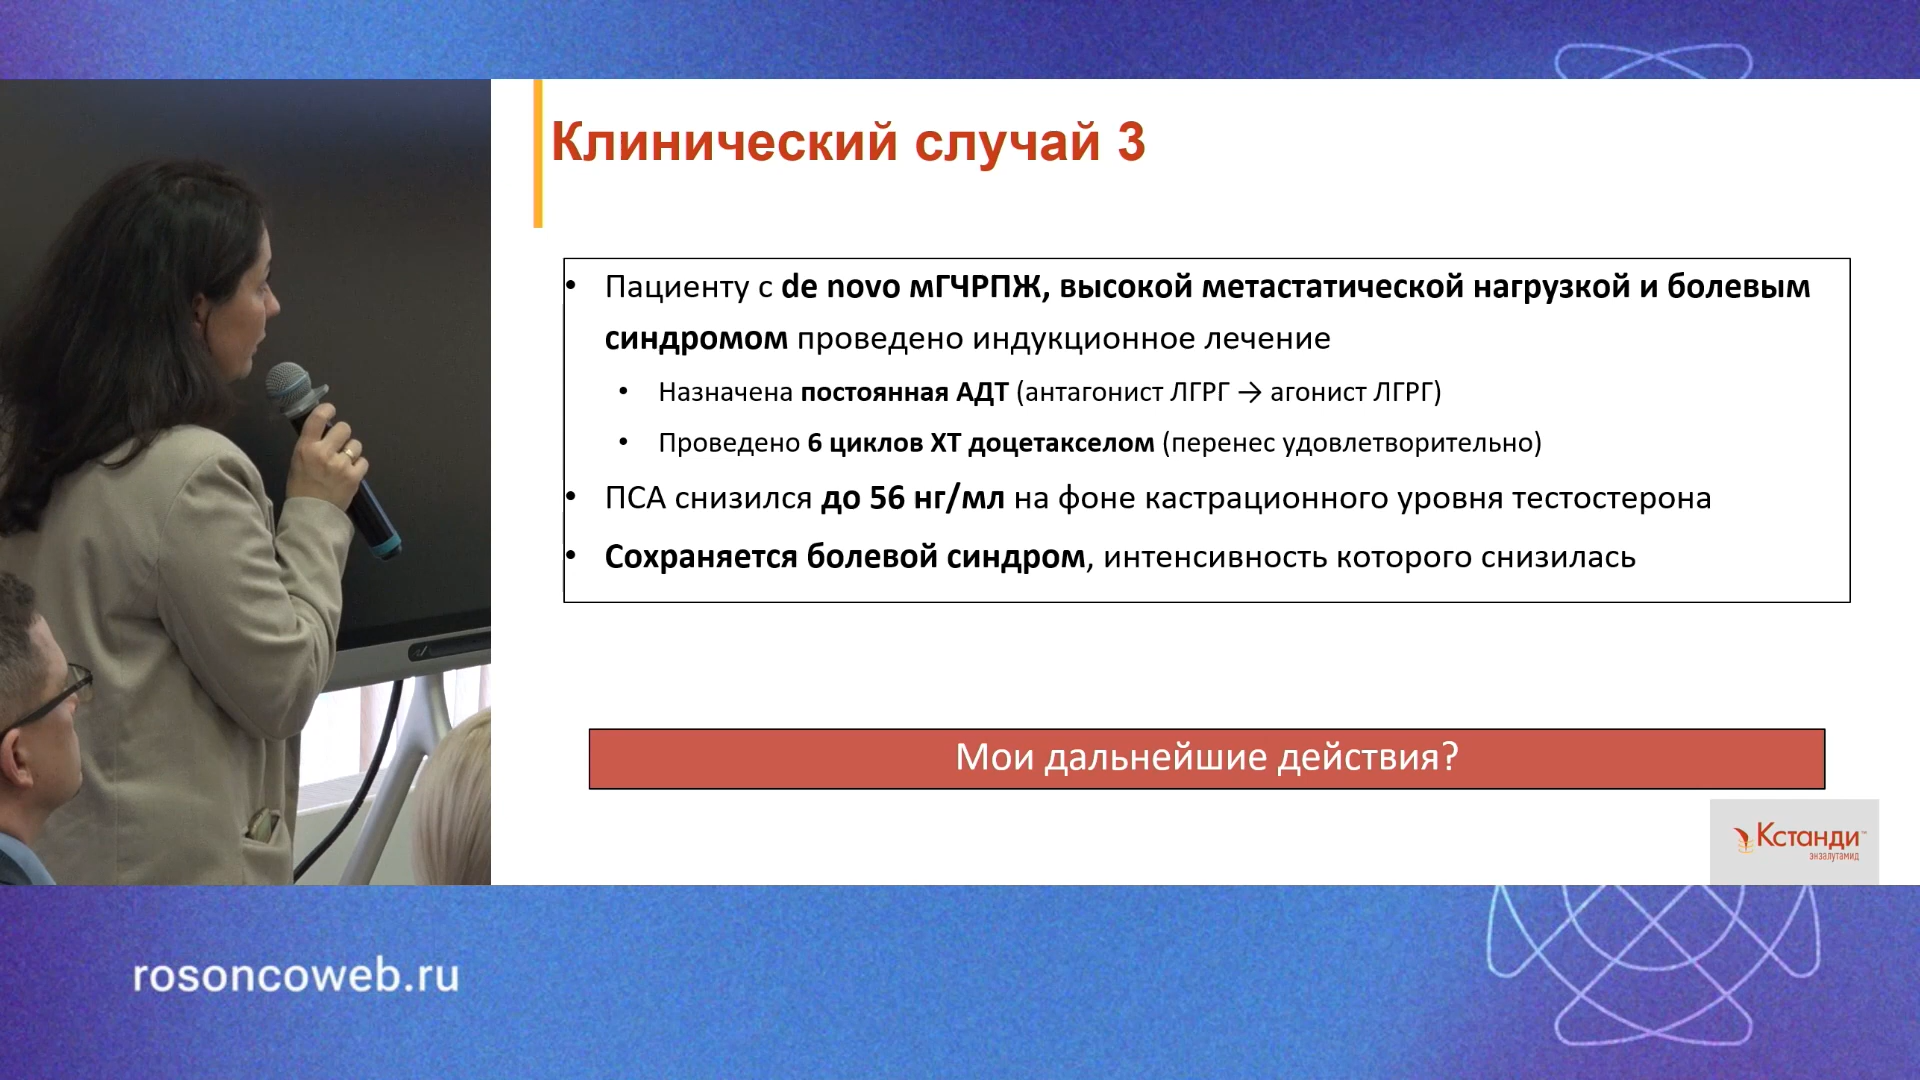 Клинический случай 3
• Пациенту с de novo мГЧРПЖ, высокой метастатической нагрузкой и болевым
синдромом проведено индукционное лечение
• Назначена постоянная АДТ (антагонист ЛГРГ → агонист ЛГРГ)
• Проведено 6 циклов ХТ доцетакселом (перенес удовлетворительно)
• ПСА снизился до 56 нг/мл на фоне кастрационного уровня тестостерона
• Сохраняется болевой синдром, интенсивность которого снизилась
Мои дальнейшие действия?
Кстанди™
энзалутамид
rosoncoweb.ru